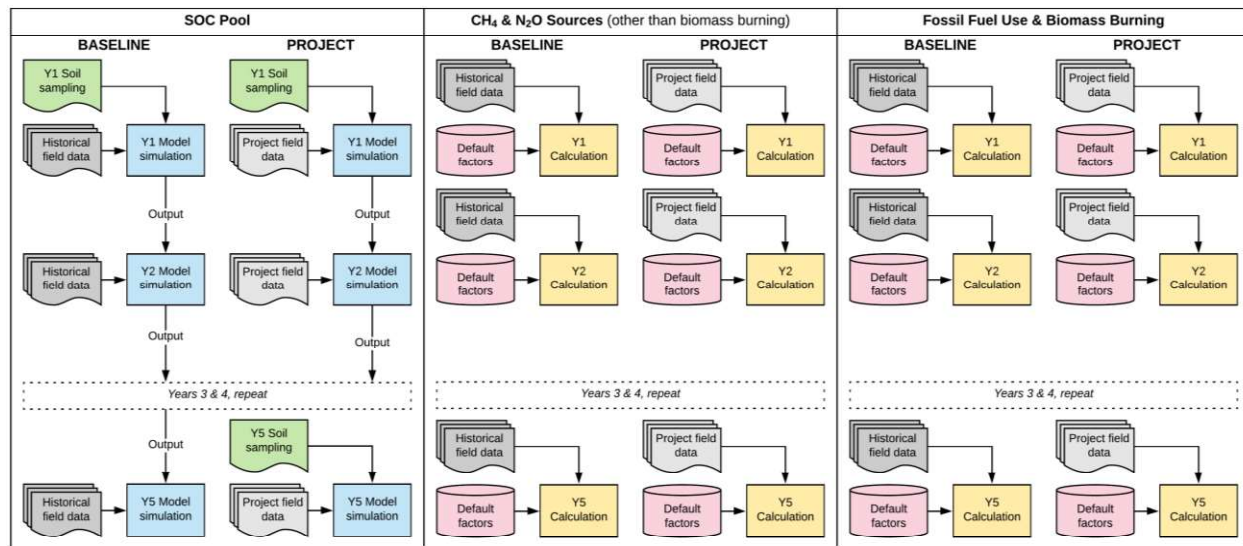 SOC Pool
BASELINE
PROJECT
Y1 Soil
sampling
Y1 Soil
sampling
Historical
field data
Y1 Model
simulation
Project field
data
Y1 Model
simulation
Output
Output
Historical
field data
Y2 Model
simulation
Project field
data
Y2 Model
simulation
Output
Output
Years 3 & 4, repeat
Output
Y5 Soil
sampling
Historical
field data
Y5 Model
simulation
Project field
data
Y5 Model
simulation
CH₄ & N₂O Sources (other than biomass burning)
BASELINE
PROJECT
Historical
field data
Project field
data
Default
factors
Y1
Calculation
Default
factors
Y1
Calculation
Historical
field data
Project field
data
Default
factors
Y2
Calculation
Default
factors
Y2
Calculation
Years 3 & 4, repeat
Historical
field data
Project field
data
Default
factors
Y5
Calculation
Default
factors
Y5
Calculation
Fossil Fuel Use & Biomass Burning
BASELINE
PROJECT
Historical
field data
Project field
data
Default
factors
Y1
Calculation
Default
factors
Y1
Calculation
Historical
field data
Project field
data
Default
factors
Y2
Calculation
Default
factors
Y2
Calculation
Years 3 & 4, repeat
Historical
field data
Project field
data
Default
factors
Y5
Calculation
Default
factors
Y5
Calculation